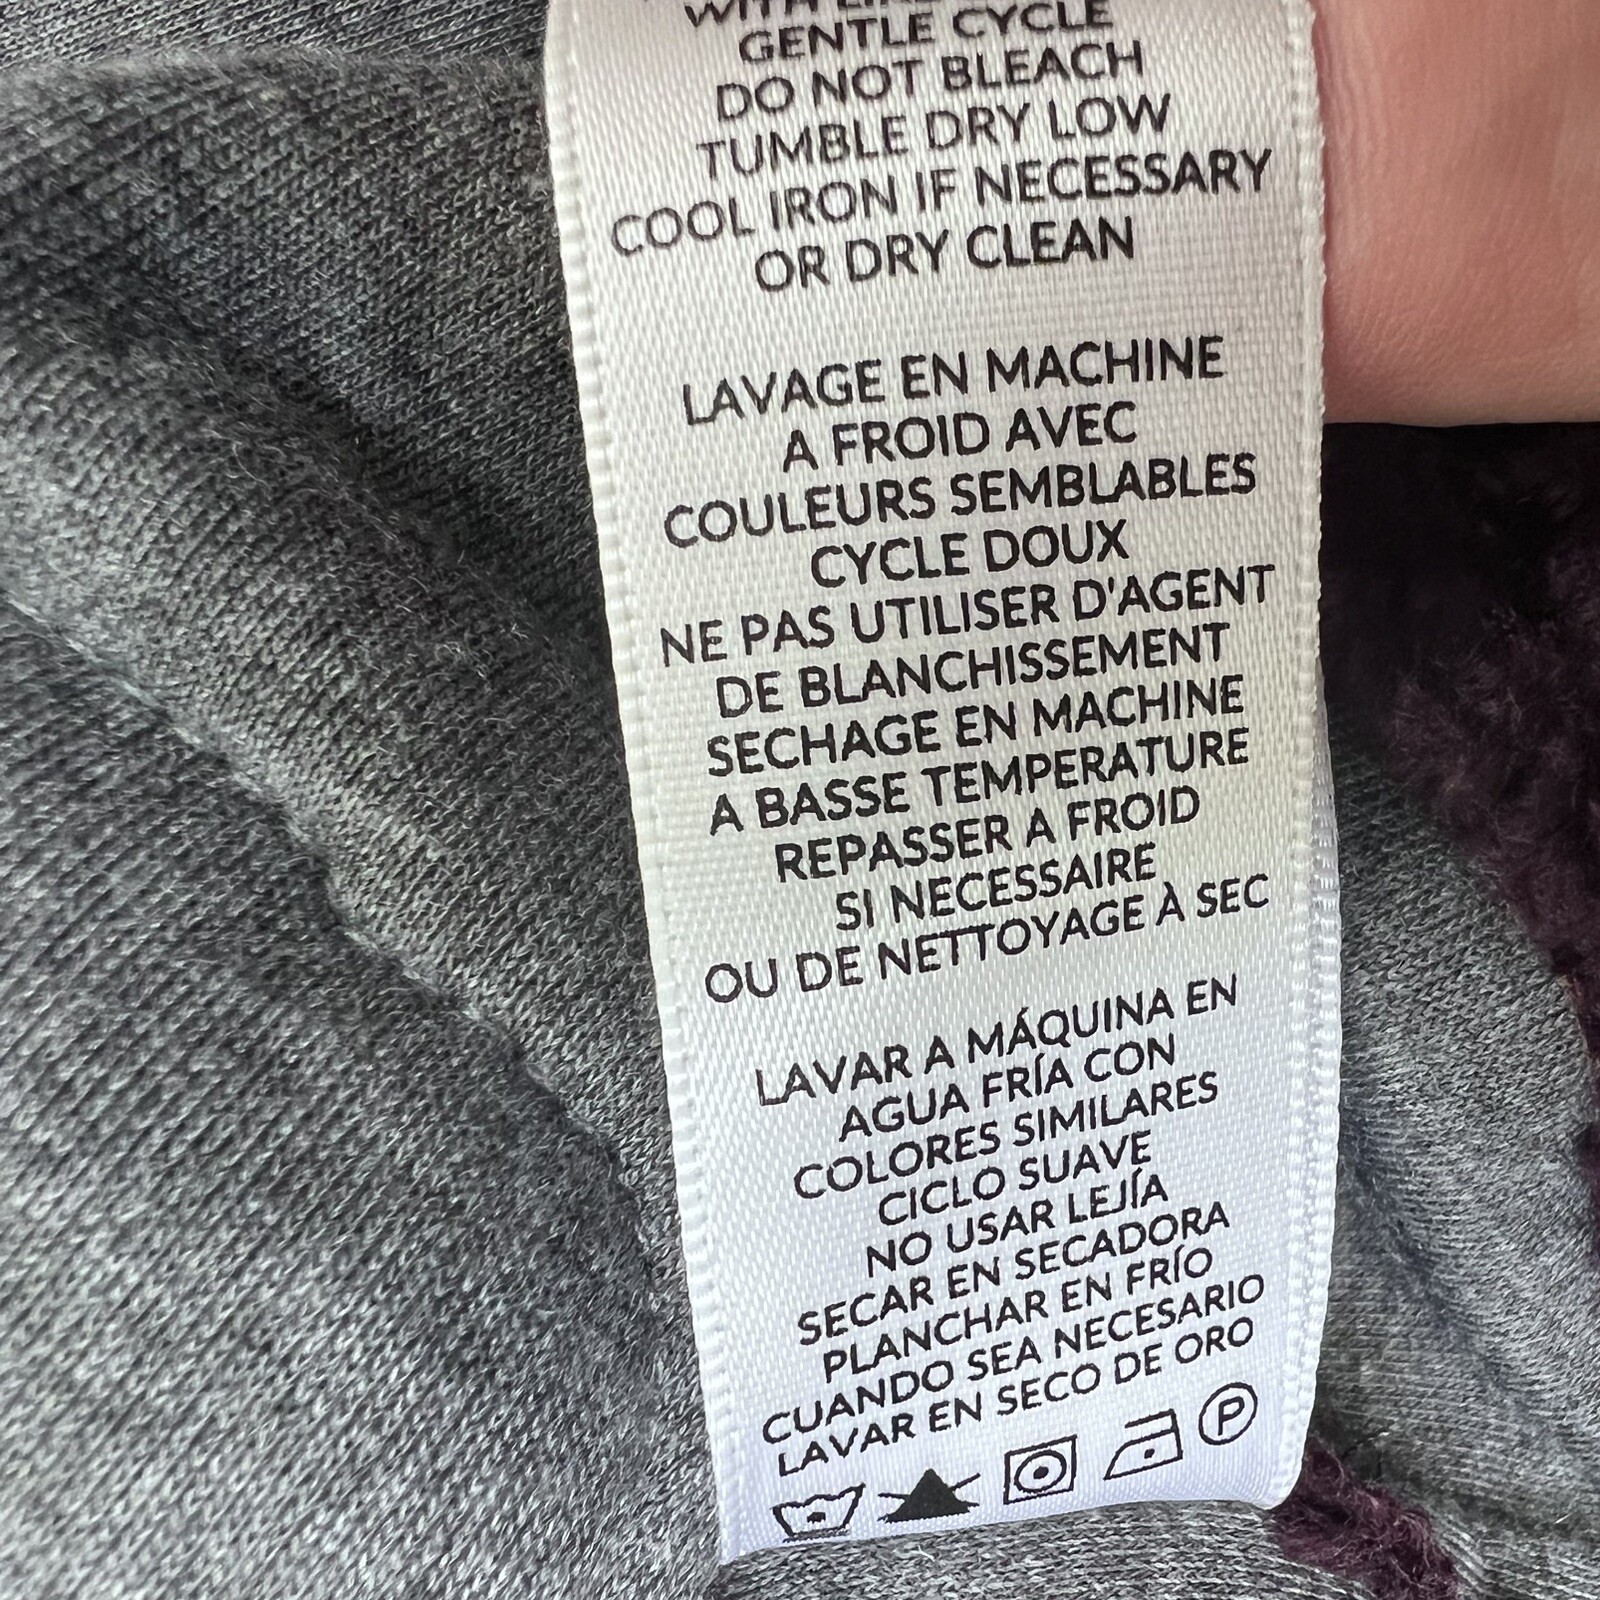 WITH LIKE
GENTLE CYCLE
DO NOT BLEACH
TUMBLE DRY LOW
COOL IRON IF NECESSARY
OR DRY CLEAN
LAVAGE EN MACHINE
A FROID AVEC
COULEURS SEMBLABLES
CYCLE DOUX
NE PAS UTILISER D'AGENT
DE BLANCHISSEMENT
SECHAGE EN MACHINE
A BASSE TEMPERATURE
REPASSER A FROID
SI NECESSAIRE
OU DE NETTOYAGE À SEC
LAVAR A MÁQUINA EN
AGUA FRÍA CON
COLORES SIMILARES
CICLO SUAVE
NO USAR LEJÍA
SECAR EN SECADORA
PLANCHAR EN FRÍO
CUANDO SEA NECESARIO
LAVAR EN SECO DE ORO
P